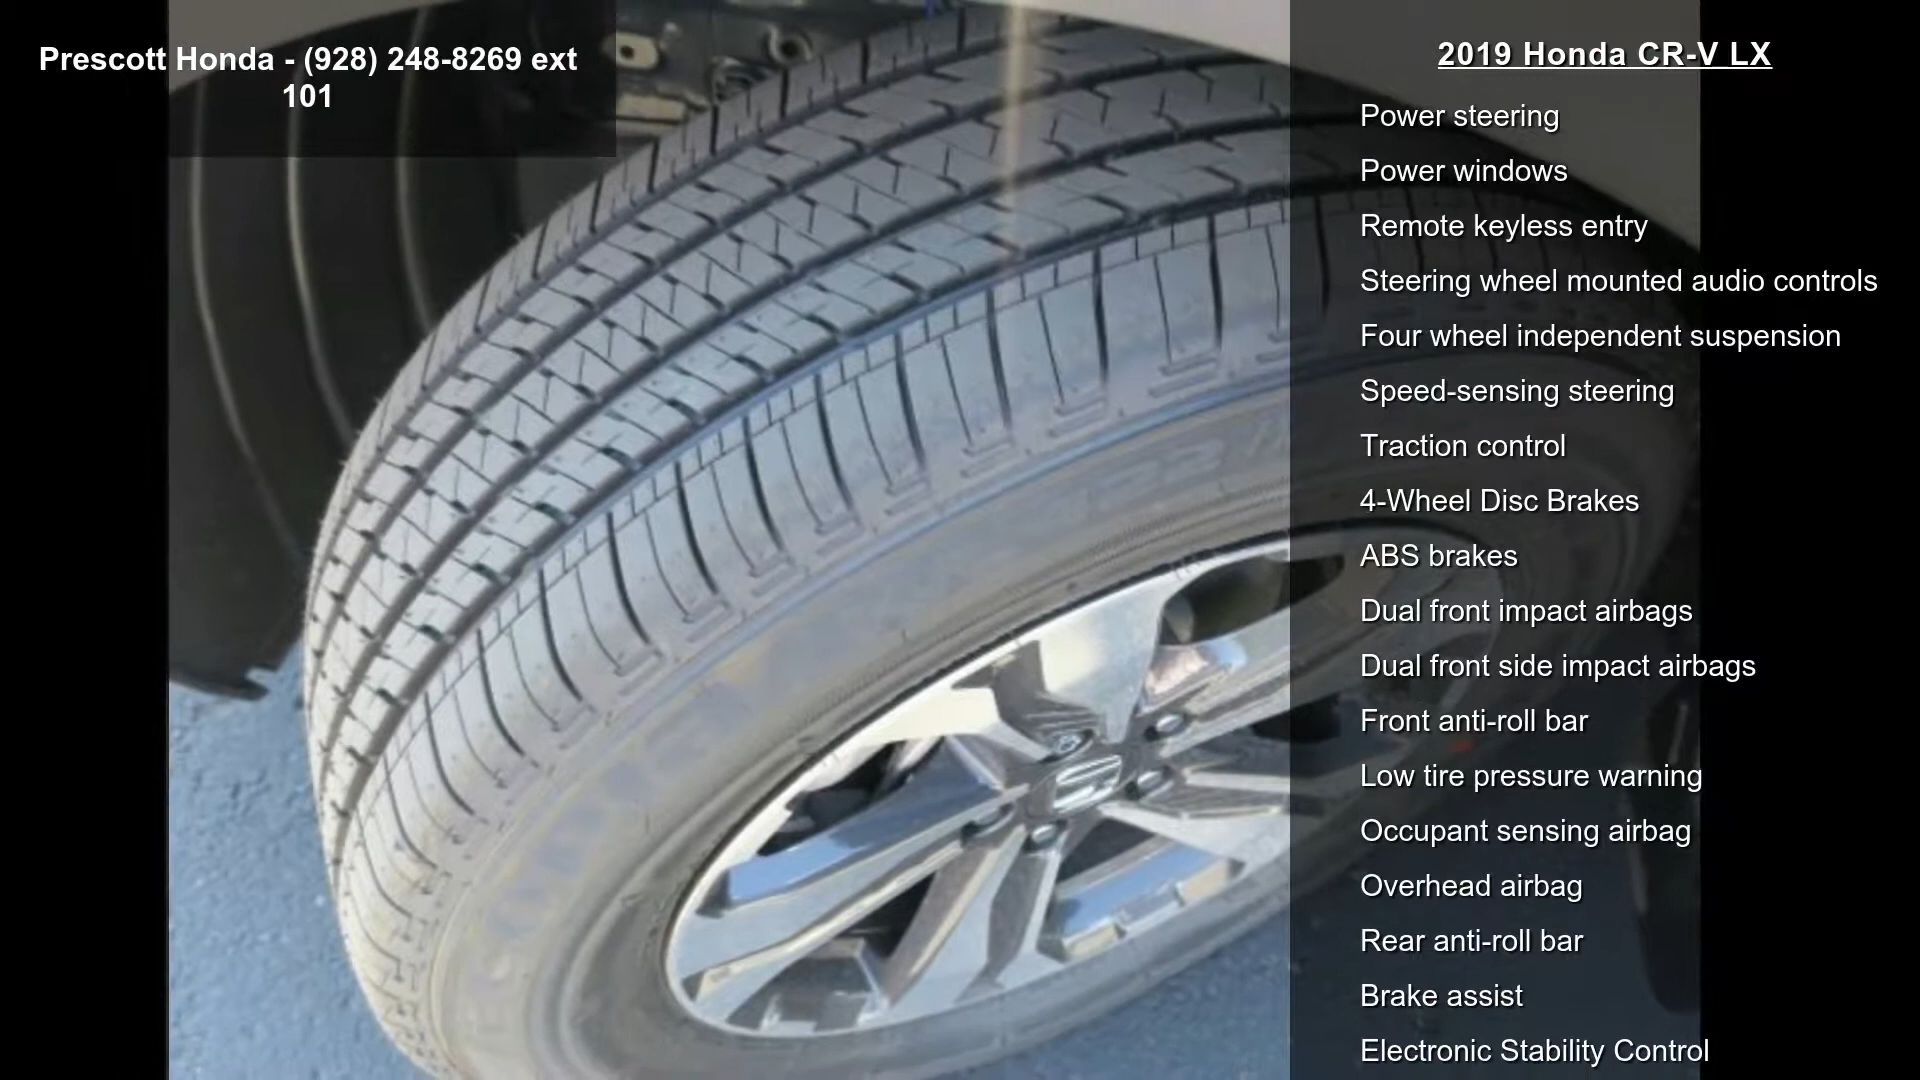 Prescott Honda - (928) 248-8269 ext
101
2019 Honda CR-V LX
Power steering
Power windows
Remote keyless entry
Steering wheel mounted audio controls
Four wheel independent suspension
Speed-sensing steering
Traction control
4-Wheel Disc Brakes
ABS brakes
Dual front impact airbags
Dual front side impact airbags
Front anti-roll bar
Low tire pressure warning
Occupant sensing airbag
Overhead airbag
Rear anti-roll bar
Brake assist
Electronic Stability Control